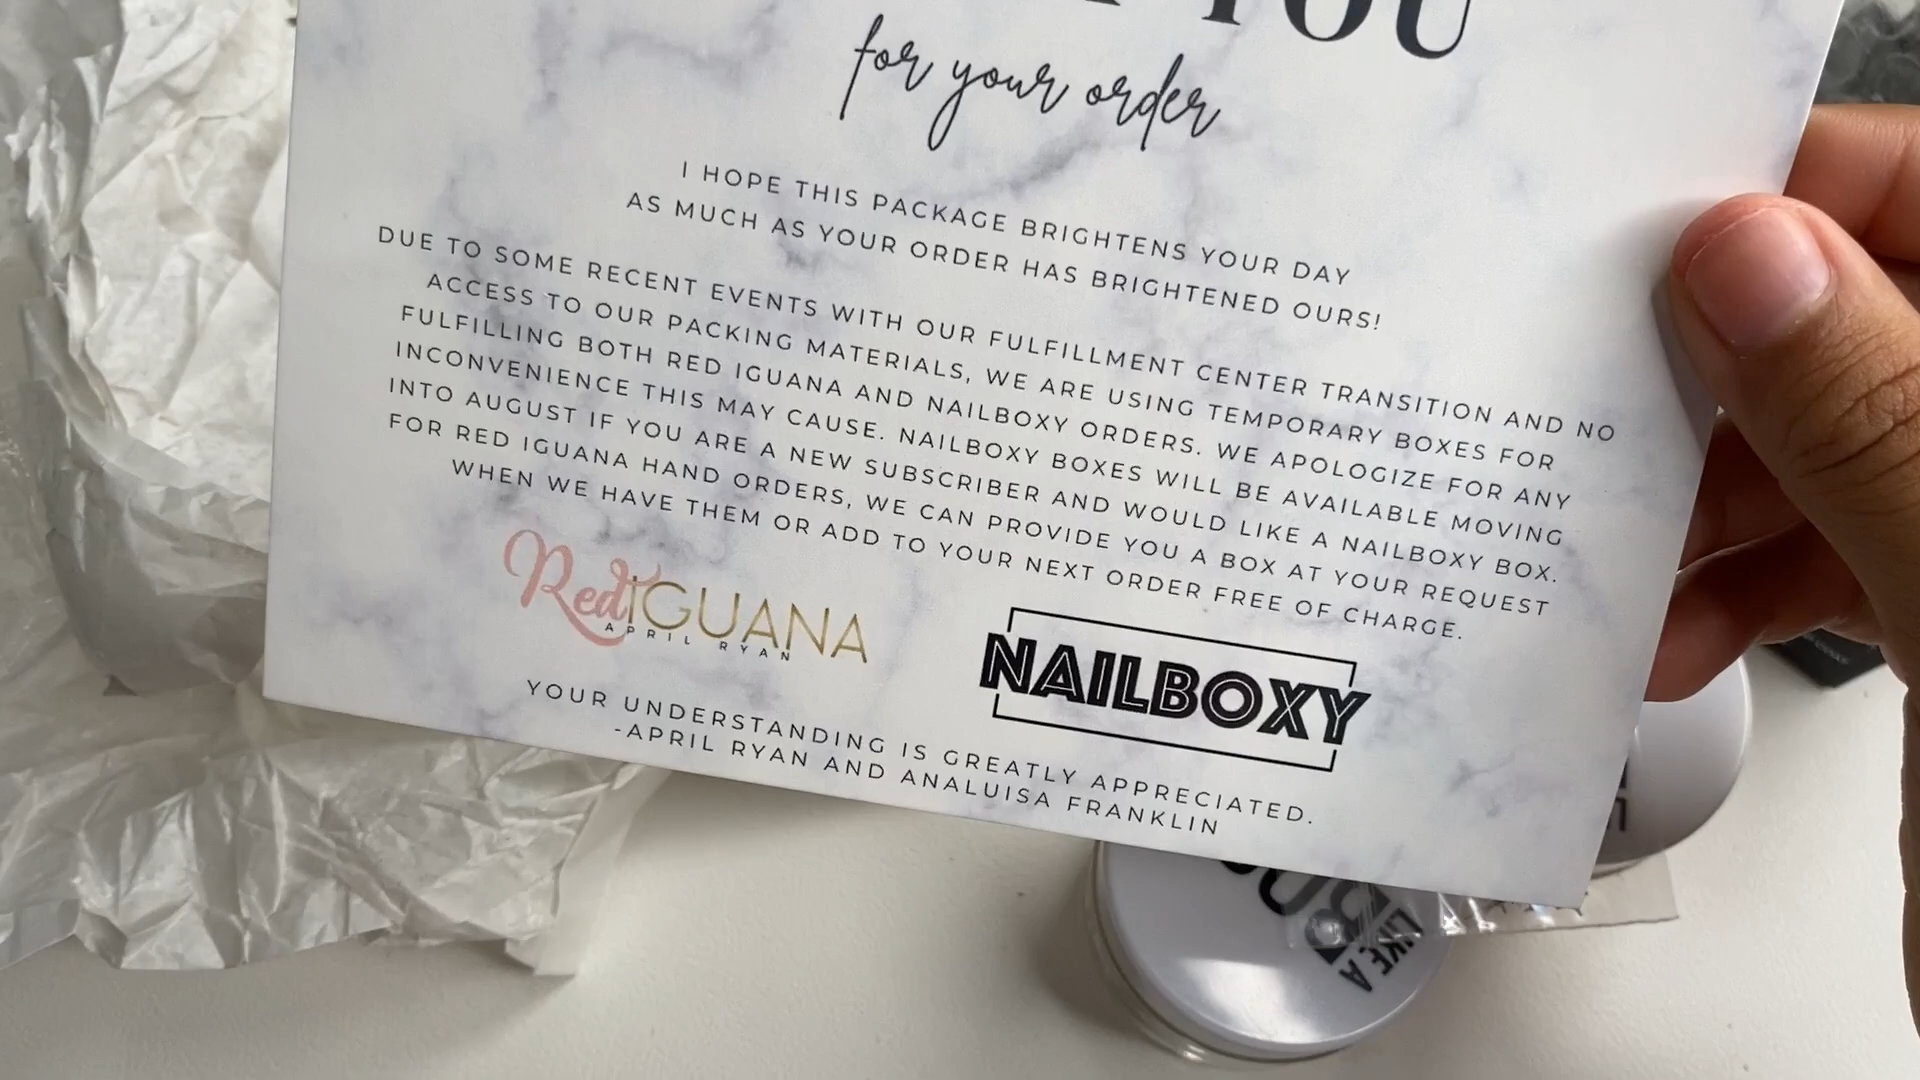 YOU
for your order
I HOPE THIS PACKAGE BRIGHTENS YOUR DAY
AS MUCH AS YOUR ORDER HAS BRIGHTENED OURS!
DUE TO SOME RECENT EVENTS WITH OUR FULFILLMENT CENTER TRANSITION AND NO
ACCESS TO OUR PACKING MATERIALS, WE ARE USING TEMPORARY BOXES FOR
FULFILLING BOTH RED IGUANA AND NAILBOXY ORDERS. WE APOLOGIZE FOR ANY
INCONVENIENCE THIS MAY CAUSE. NAILBOXY BOXES WILL BE AVAILABLE MOVING
INTO AUGUST IF YOU ARE A NEW SUBSCRIBER AND WOULD LIKE A NAILBOXY BOX.
FOR RED IGUANA HAND ORDERS, WE CAN PROVIDE YOU A BOX AT YOUR REQUEST
WHEN WE HAVE THEM OR ADD TO YOUR NEXT ORDER FREE OF CHARGE.
Red IGUANA
APRIL RYAN
NAILBOXY
YOUR UNDERSTANDING IS GREATLY APPRECIATED.
-APRIL RYAN AND ANALUISA FRANKLIN
LIKE A